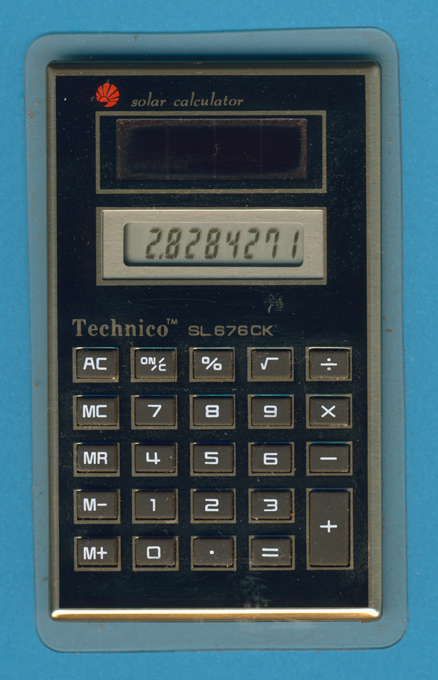 solar calculator
2.8284271
Technico™ SL676CK
AC ON/C % √ ÷
MC 7 8 9 ×
MR 4 5 6 −
M− 1 2 3
+
M+ 0 . =